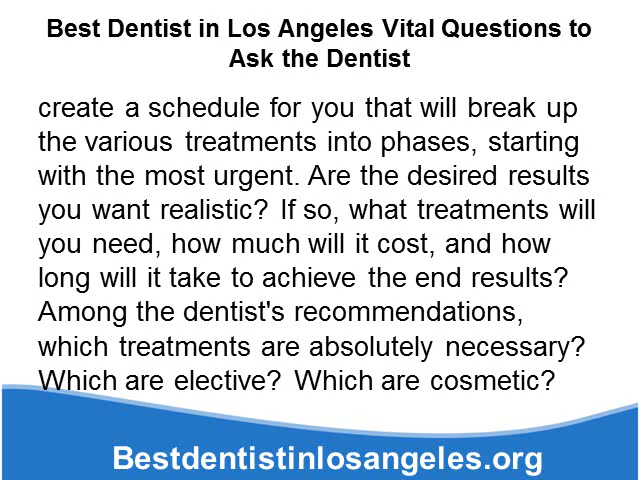 Best Dentist in Los Angeles Vital Questions to
Ask the Dentist
create a schedule for you that will break up
the various treatments into phases, starting
with the most urgent. Are the desired results
you want realistic? If so, what treatments will
you need, how much will it cost, and how
long will it take to achieve the end results?
Among the dentist's recommendations,
which treatments are absolutely necessary?
Which are elective? Which are cosmetic?
Bestdentistinlosangeles.org